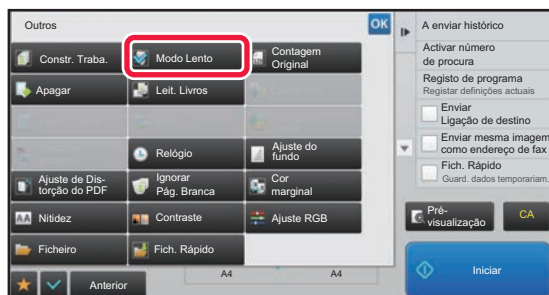 Outros
OK
Constr. Traba.
Modo Lento
Contagem
Original
Apagar
Leit. Livros
Relógio
Ajuste do
fundo
Ajuste de Dis-
torção do PDF
Ignorar
Pág. Branca
Cor
marginal
Nitidez
Contraste
Ajuste RGB
Ficheiro
Fich. Rápido
Anterior
A4
A4
A enviar histórico
Activar número
de procura
Registo de programa
Registar definições actuais
Enviar
Ligação de destino
Enviar mesma imagem
como endereço de fax
Fich. Rápido
Guard. dados temporariam.
Pré-
visualização
CA
Iniciar